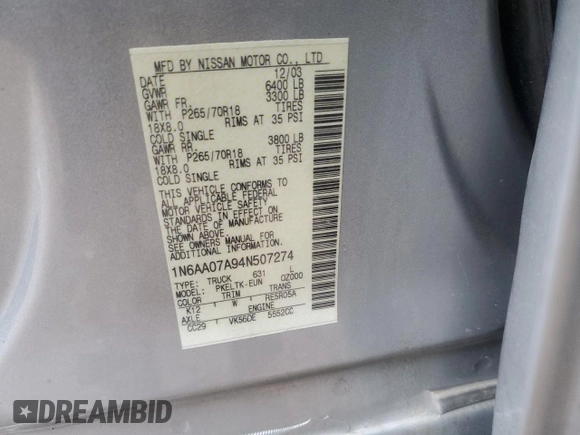 MFD BY NISSAN MOTOR CO., LTD
DATE 12/03
GVWR 6400 LB
GAWR FR. 3300 LB
WITH P265/70R18 TIRES
18X8.0 RIMS AT 35 PSI
COLD SINGLE
GAWR RR. 3800 LB
WITH P265/70R18 TIRES
18X8.0 RIMS AT 35 PSI
COLD SINGLE
THIS VEHICLE CONFORMS TO
ALL APPLICABLE FEDERAL
MOTOR VEHICLE SAFETY
STANDARDS IN EFFECT ON
THE DATE OF MANUFACTURE
SHOWN ABOVE.
SEE OWNERS MANUAL FOR
ADDITIONAL INFO.
1N6AA07A94N507274
TYPE: TRUCK 631 L
MODEL: PKELTK-EUN 0Z000
COLOR TRIM TRANS
K12 W RE5R05A
AXLE ENGINE
CC29 VK56DE 5552CC
DREAMBID